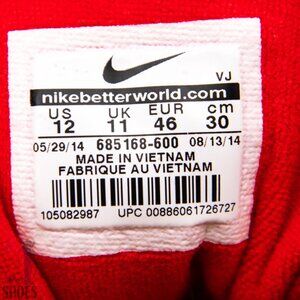 VJ
nikebetterworld.com
US UK EUR cm
12 11 46 30
05/29/14 685168-600 08/13/14
MADE IN VIETNAM
FABRIQUE AU VIETNAM
105082987 UPC 00886061726727
SHOES